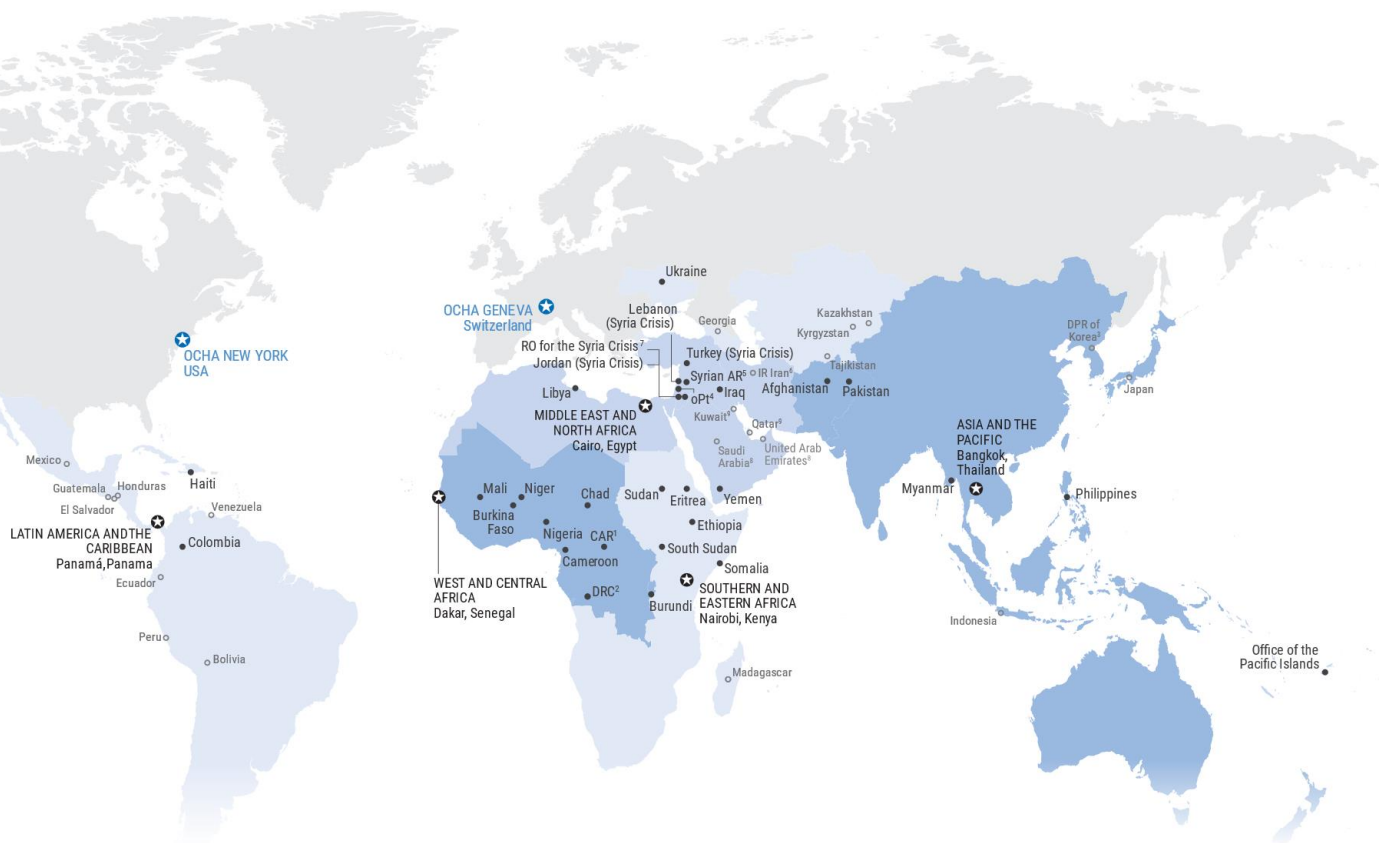 Ukraine
OCHA GENEVA
Switzerland
Lebanon
(Syria Crisis)
Georgia
Kazakhstan
Kyrgyzstan
DPR of
Korea³
OCHA NEW YORK
USA
RO for the Syria Crisis⁷
Jordan (Syria Crisis)
Turkey (Syria Crisis)
Tajikistan
Syrian AR⁵
IR Iran⁶
Afghanistan
Pakistan
Japan
Libya
oPt⁴
Iraq
Kuwait⁹
MIDDLE EAST AND
NORTH AFRICA
Cairo, Egypt
Qatar⁸
Saudi
Arabia⁸
United Arab
Emirates⁸
ASIA AND THE
PACIFIC
Bangkok,
Thailand
Mexico
Haiti
Guatemala
Honduras
El Salvador
Venezuela
Mali
Niger
Chad
Sudan
Eritrea
Yemen
Myanmar
Philippines
Burkina
Faso
Nigeria
CAR¹
Ethiopia
LATIN AMERICA ANDTHE
CARIBBEAN
Panamá,Panama
Colombia
Cameroon
South Sudan
Somalia
Ecuador
WEST AND CENTRAL
AFRICA
Dakar, Senegal
DRC²
Burundi
SOUTHERN AND
EASTERN AFRICA
Nairobi, Kenya
Indonesia
Peru
Bolivia
Madagascar
Office of the
Pacific Islands